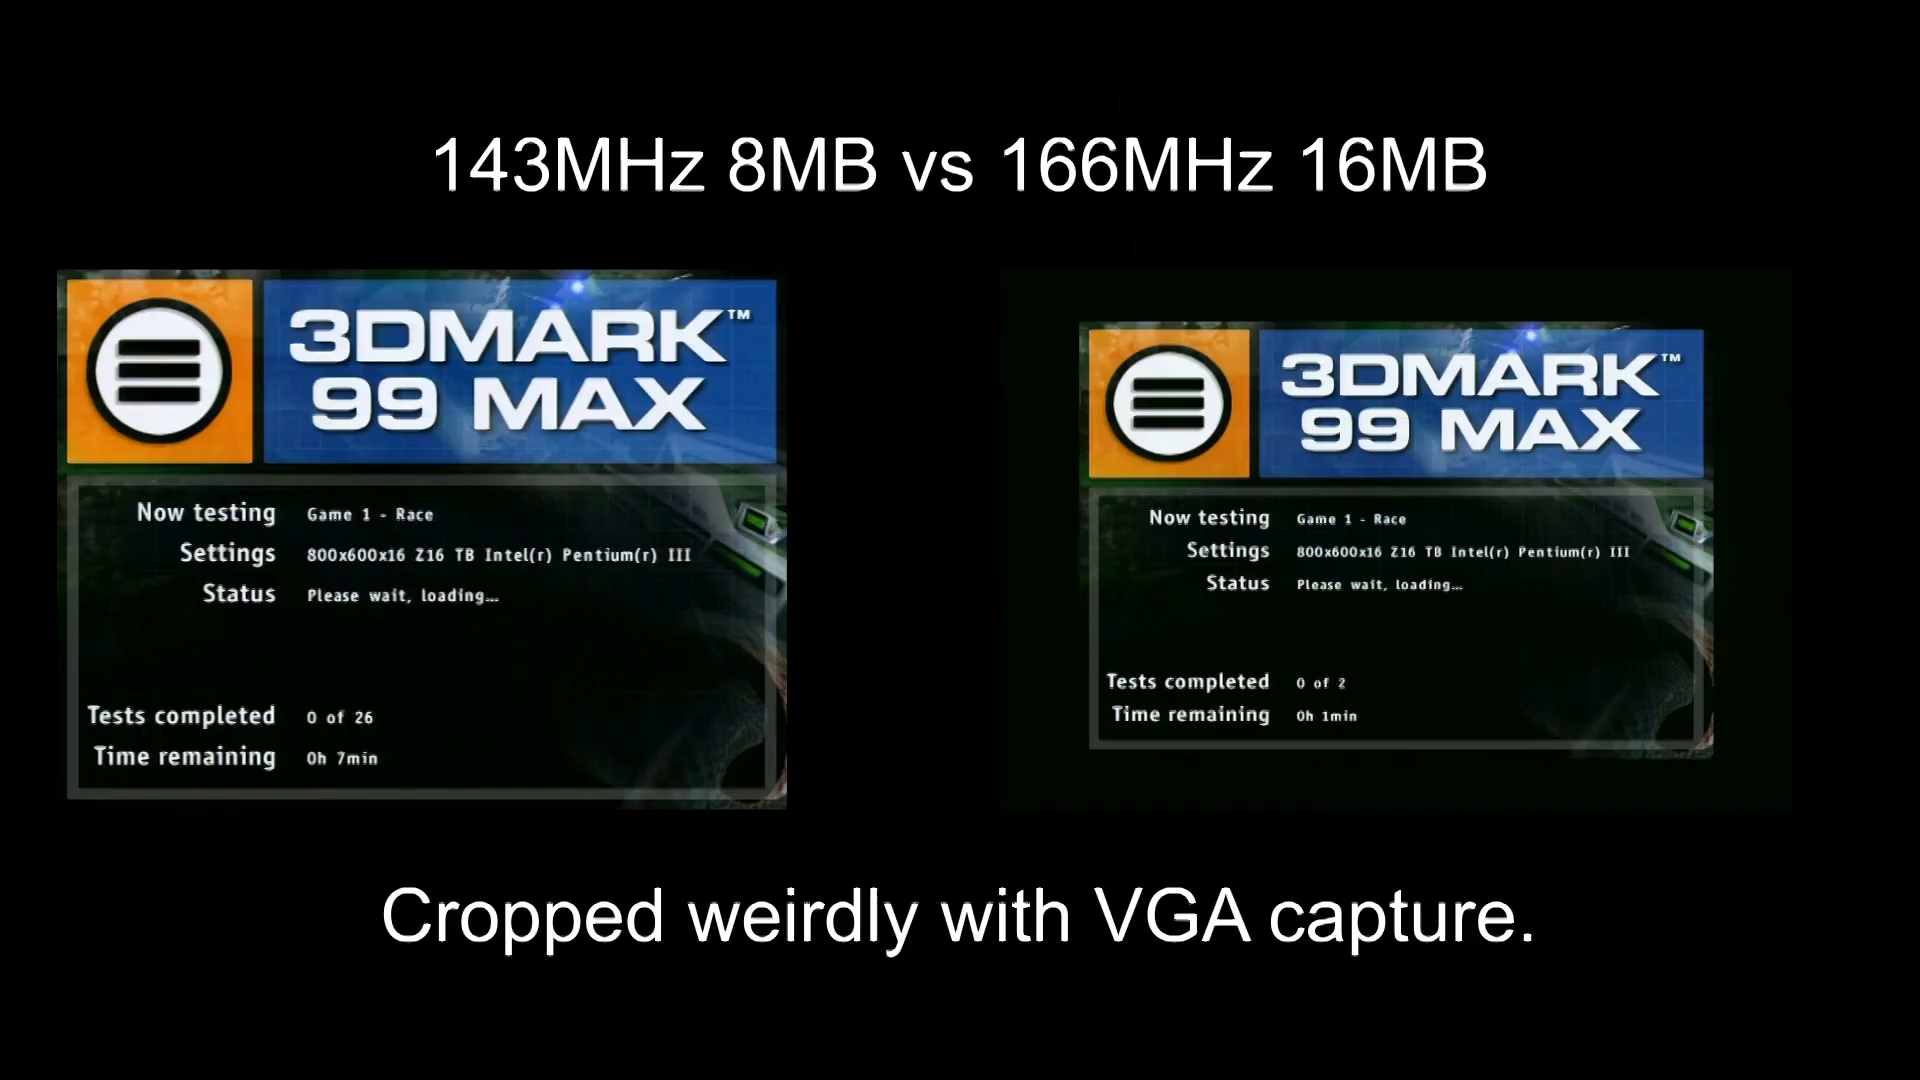 143MHz 8MB vs 166MHz 16MB
3DMARK™
99 MAX
Now testing Game 1 - Race
Settings 800x600x16 Z16 TB Intel(r) Pentium(r) III
Status Please wait, loading...
Tests completed 0 of 26
Time remaining 0h 7min
3DMARK™
99 MAX
Now testing Game 1 - Race
Settings 800x600x16 Z16 TB Intel(r) Pentium(r) III
Status Please wait, loading...
Tests completed 0 of 2
Time remaining 0h 1min
Cropped weirdly with VGA capture.